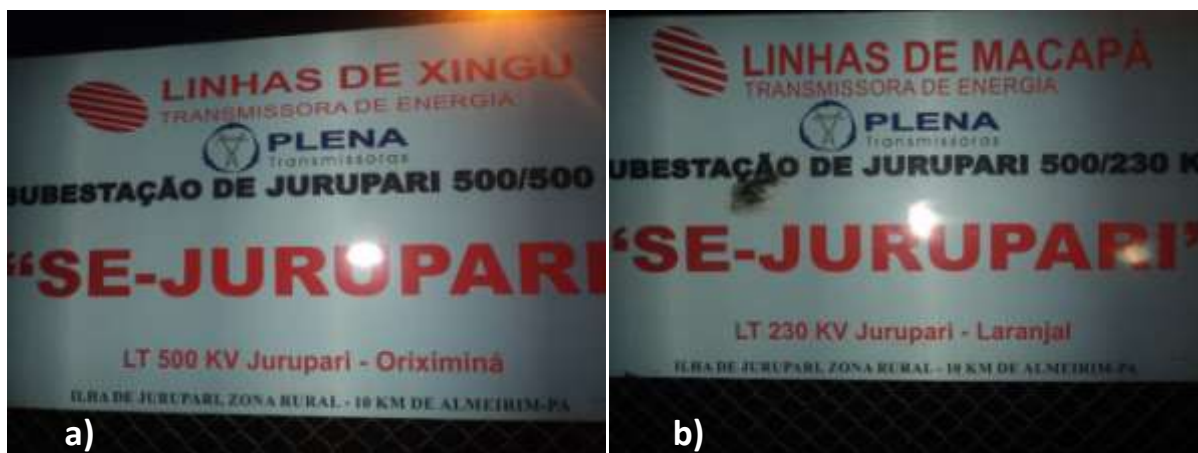 LINHAS DE XINGU
TRANSMISSORA DE ENERGIA
PLENA
Transmissoras
SUBESTAÇÃO DE JURUPARI 500/500
“SE-JURUPARI
LT 500 KV Jurupari - Oriximiná
ILHA DE JURUPARI, ZONA RURAL - 10 KM DE ALMEIRIM-PA
a)
LINHAS DE MACAPÁ
TRANSMISSORA DE ENERGIA
PLENA
Transmissoras
UBESTAÇÃO DE JURUPARI 500/230 K
“SE-JURUPARI”
LT 230 KV Jurupari - Laranjal
ILHA DE JURUPARI, ZONA RURAL - 10 KM DE ALMEIRIM-PA
b)